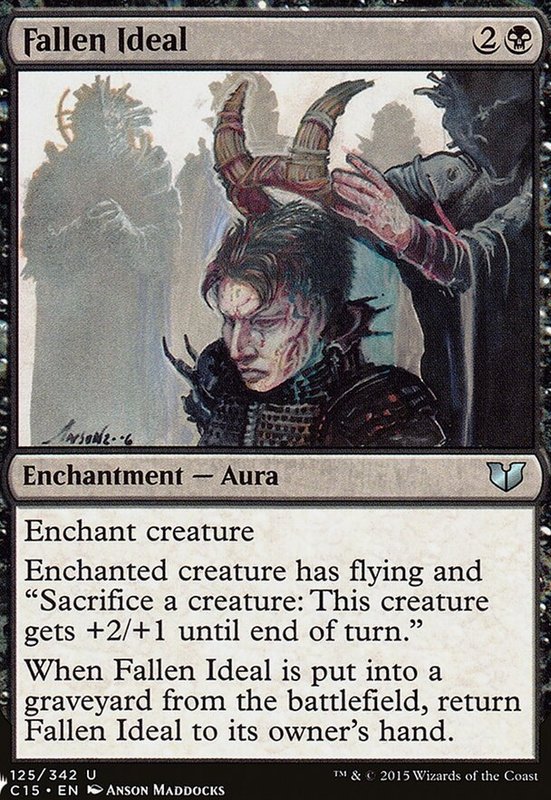 Fallen Ideal 2
Enchantment — Aura
Enchant creature
Enchanted creature has flying and
“Sacrifice a creature: This creature
gets +2/+1 until end of turn.”
When Fallen Ideal is put into a
graveyard from the battlefield, return
Fallen Ideal to its owner’s hand.
125/342 U
C15 • EN Anson Maddocks
™ & © 2015 Wizards of the Coast